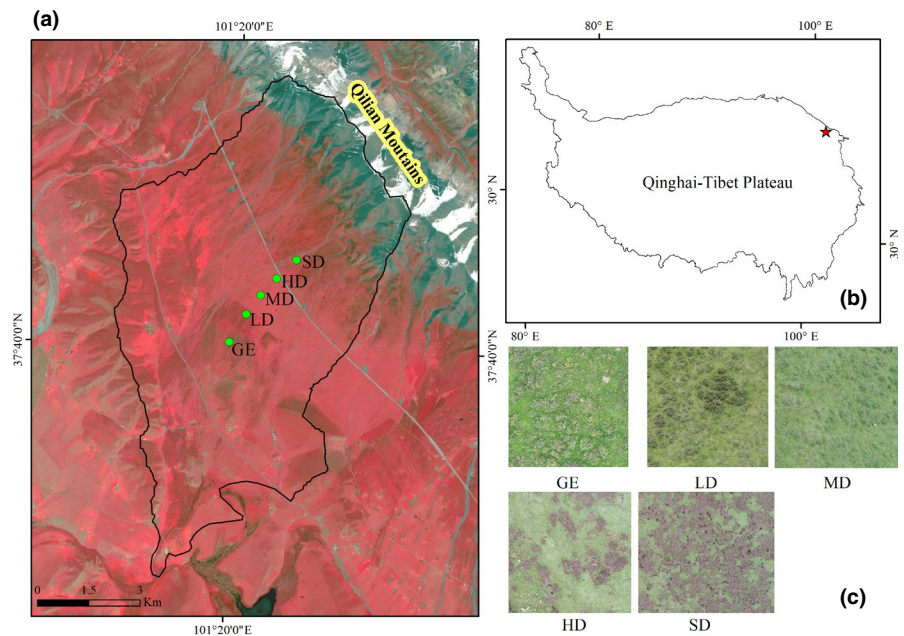 (a)
101°20'0"E
Qilian Moutains
SD
HD
MD
LD
GE
37°40'0"N
37°40'0"N
0 1.5 3
Km
101°20'0"E
80° E
100° E
30° N
Qinghai-Tibet Plateau
30° N
(b)
80° E
100° E
GE LD MD
HD SD
(c)